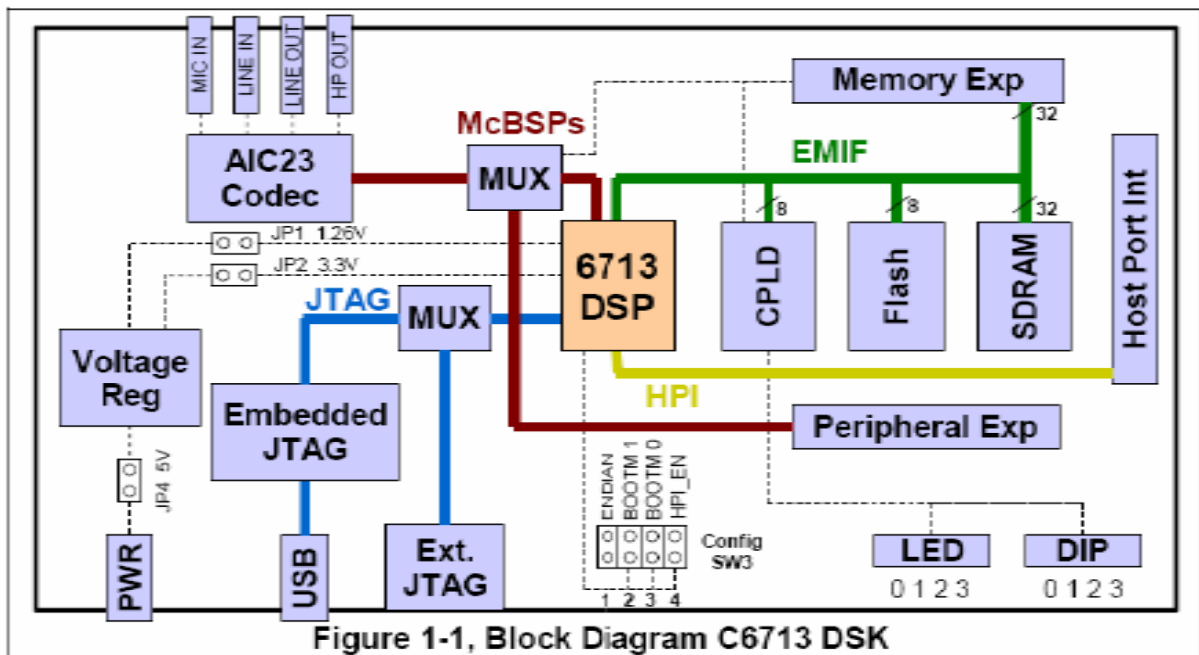 MIC IN
LINE IN
LINE OUT
HP OUT
Memory Exp
32
McBSPs
AIC23
Codec
MUX
EMIF
8
8
32
Host Port Int
JP1 1.26V
JP2 3.3V
6713
DSP
CPLD
Flash
SDRAM
JTAG
MUX
Voltage
Reg
HPI
Embedded
JTAG
Peripheral Exp
JP4 5V
ENDIAN
BOOTM 1
BOOTM 0
HPI_EN
Config
SW3
PWR
USB
Ext.
JTAG
1 2 3 4
LED
DIP
0 1 2 3
0 1 2 3
Figure 1-1, Block Diagram C6713 DSK